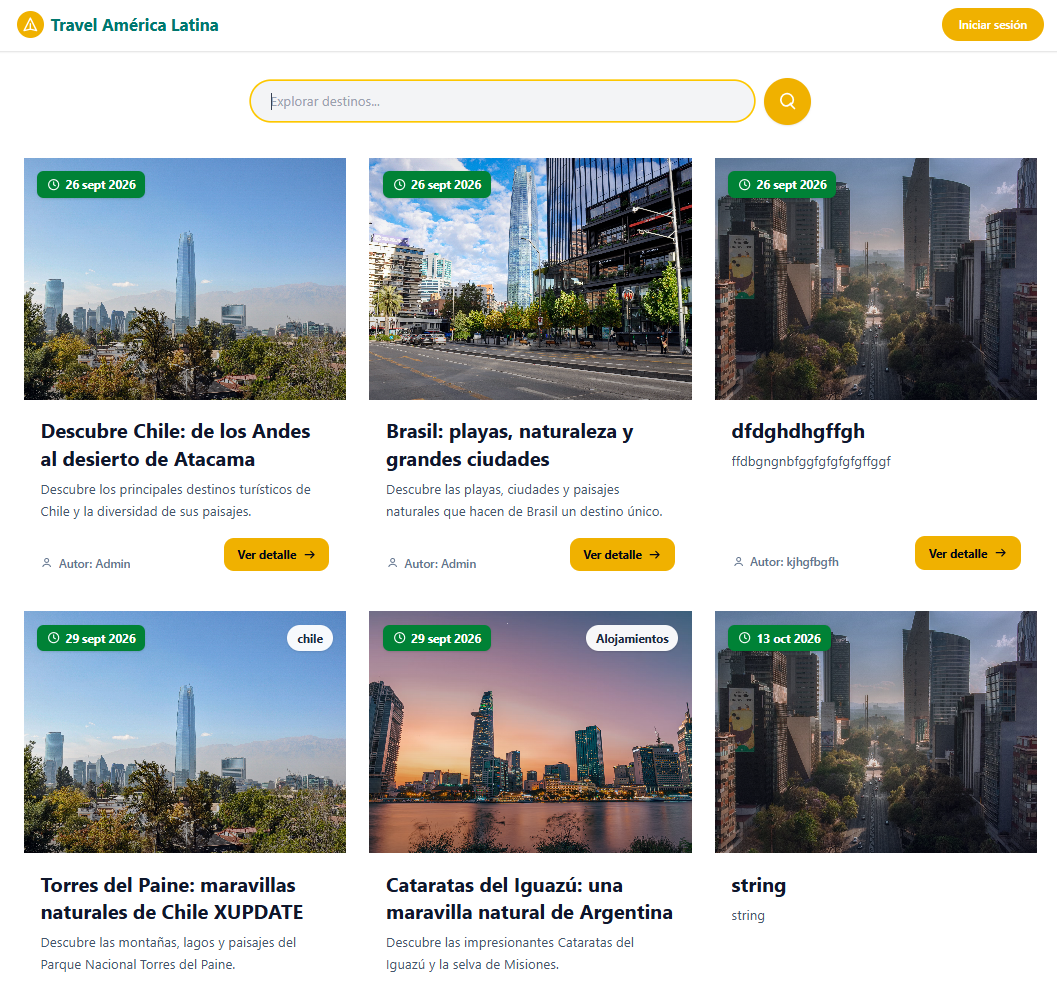 Travel América Latina
Iniciar sesión
Explorar destinos...
26 sept 2026
26 sept 2026
26 sept 2026
Descubre Chile: de los Andes
al desierto de Atacama
Descubre los principales destinos turísticos de
Chile y la diversidad de sus paisajes.
Autor: Admin
Ver detalle →
Brasil: playas, naturaleza y
grandes ciudades
Descubre las playas, ciudades y paisajes
naturales que hacen de Brasil un destino único.
Autor: Admin
Ver detalle →
dfdghdhgffgh
ffdbgngnbfggfgfgfgfgffggf
Autor: kjhgfbgfh
Ver detalle →
29 sept 2026
chile
29 sept 2026
Alojamientos
13 oct 2026
Torres del Paine: maravillas
naturales de Chile XUPDATE
Descubre las montañas, lagos y paisajes del
Parque Nacional Torres del Paine.
Cataratas del Iguazú: una
maravilla natural de Argentina
Descubre las impresionantes Cataratas del
Iguazú y la selva de Misiones.
string
string